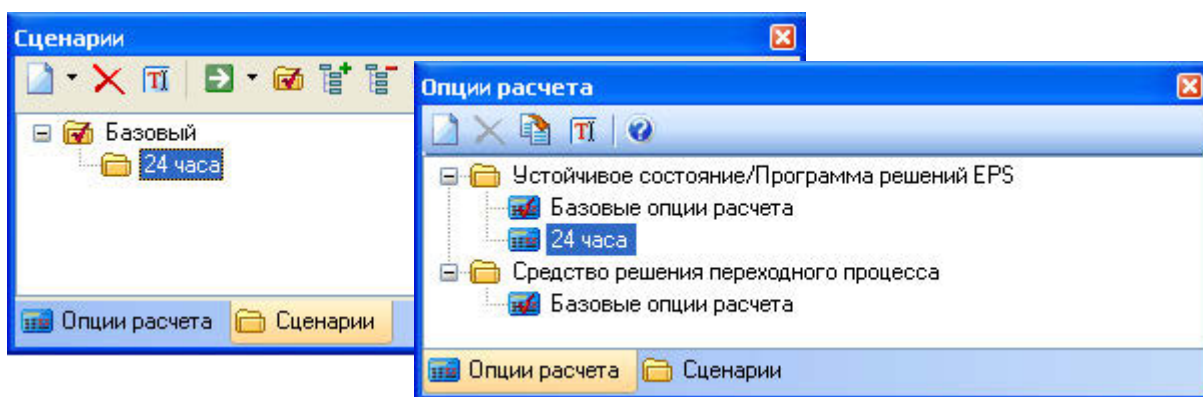 Сценарии
Базовый
24 часа
Опции расчета
Сценарии
Опции расчета
Устойчивое состояние/Программа решений EPS
Базовые опции расчета
24 часа
Средство решения переходного процесса
Базовые опции расчета
Опции расчета
Сценарии